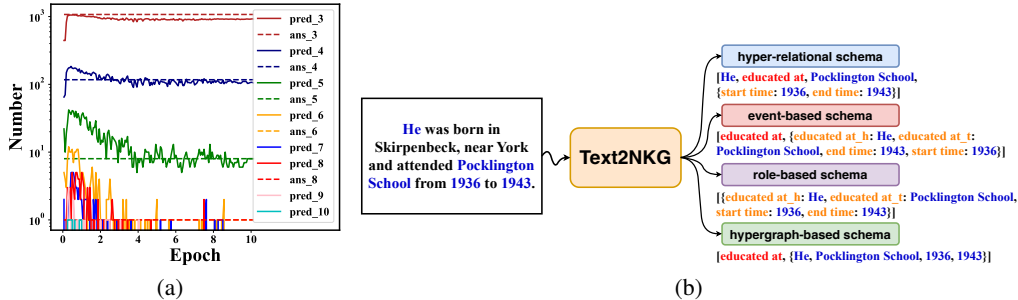 10³
10²
10¹
10⁰
Number
0
2
4
6
8
10
Epoch
pred_3
ans_3
pred_4
ans_4
pred_5
ans_5
pred_6
ans_6
pred_7
pred_8
ans_8
pred_9
pred_10
(a)
He was born in
Skirpenbeck, near York
and attended Pocklington
School from 1936 to 1943.
Text2NKG
hyper-relational schema
[He, educated at, Pocklington School,
{start time: 1936, end time: 1943}]
event-based schema
[educated at, {educated at_h: He, educated at_t:
Pocklington School, end time: 1943, start time: 1936}]
role-based schema
[{educated at_h: He, educated at_t: Pocklington School,
start time: 1936, end time: 1943}]
hypergraph-based schema
[educated at, {He, Pocklington School, 1936, 1943}]
(b)